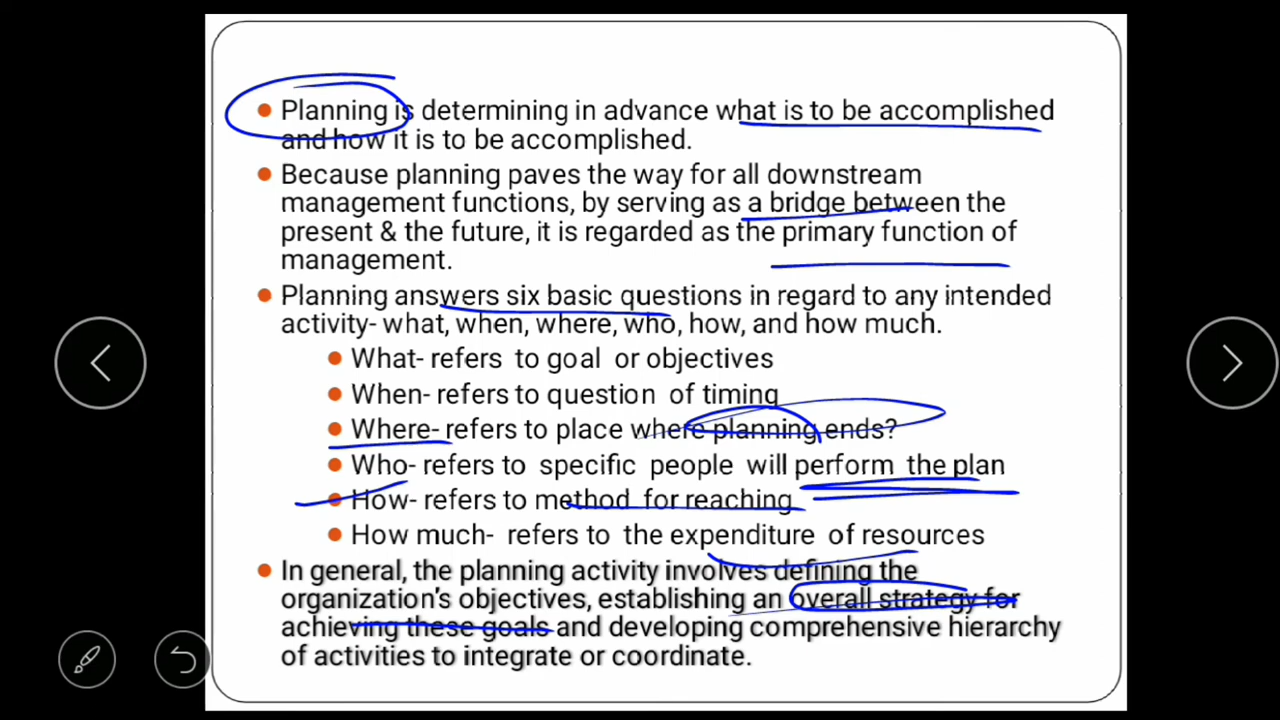 Planning is determining in advance what is to be accomplished
and how it is to be accomplished.
Because planning paves the way for all downstream
management functions, by serving as a bridge between the
present & the future, it is regarded as the primary function of
management.
Planning answers six basic questions in regard to any intended
activity- what, when, where, who, how, and how much.
What- refers to goal or objectives
When- refers to question of timing
Where- refers to place where planning ends?
Who- refers to specific people will perform the plan
How- refers to method for reaching
How much- refers to the expenditure of resources
In general, the planning activity involves defining the
organization's objectives, establishing an overall strategy for
achieving these goals and developing comprehensive hierarchy
of activities to integrate or coordinate.